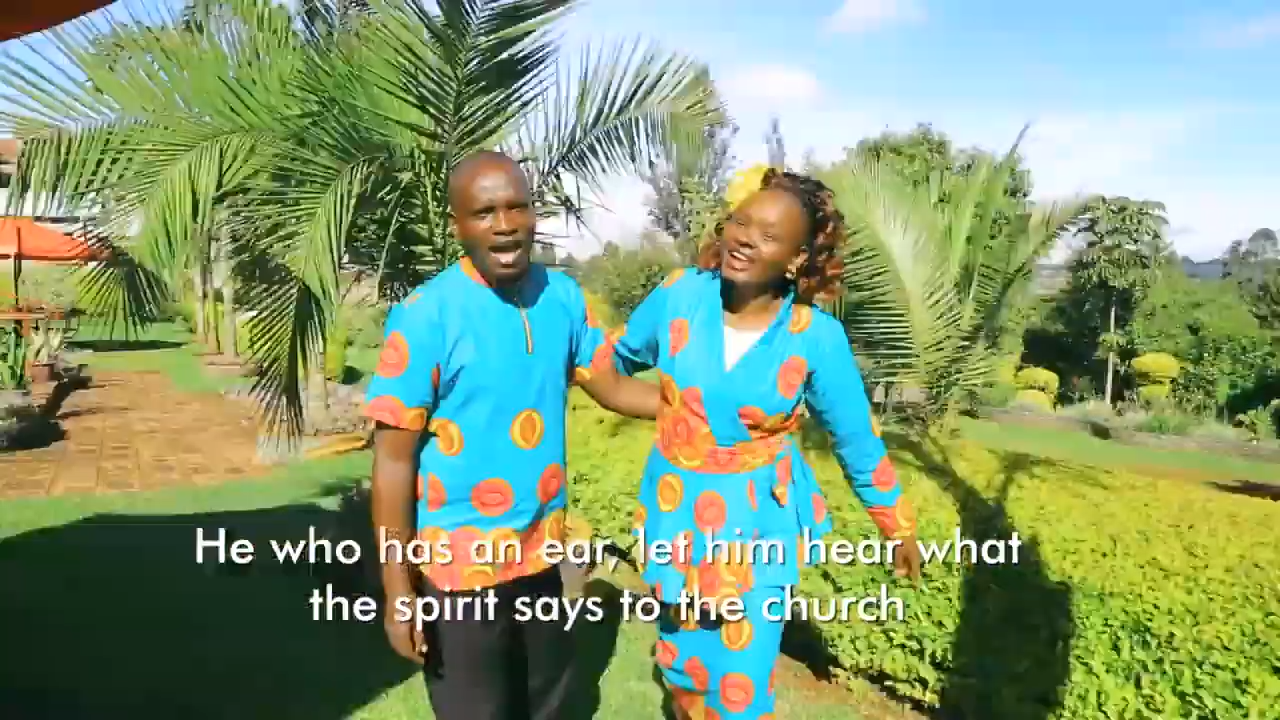 He who has an ear, let him hear what
the spirit says to the church